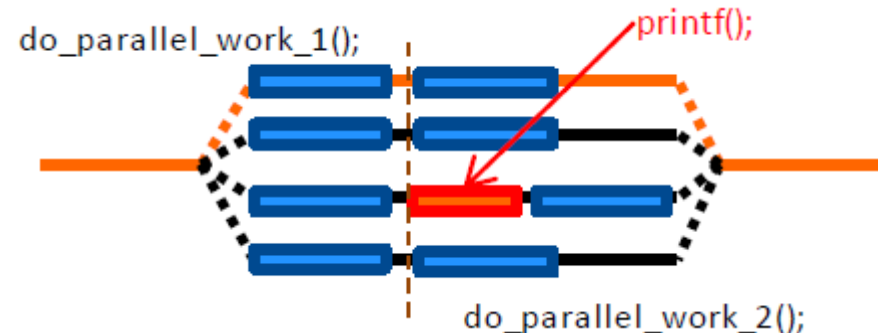 printf();
do_parallel_work_1();
do_parallel_work_2();